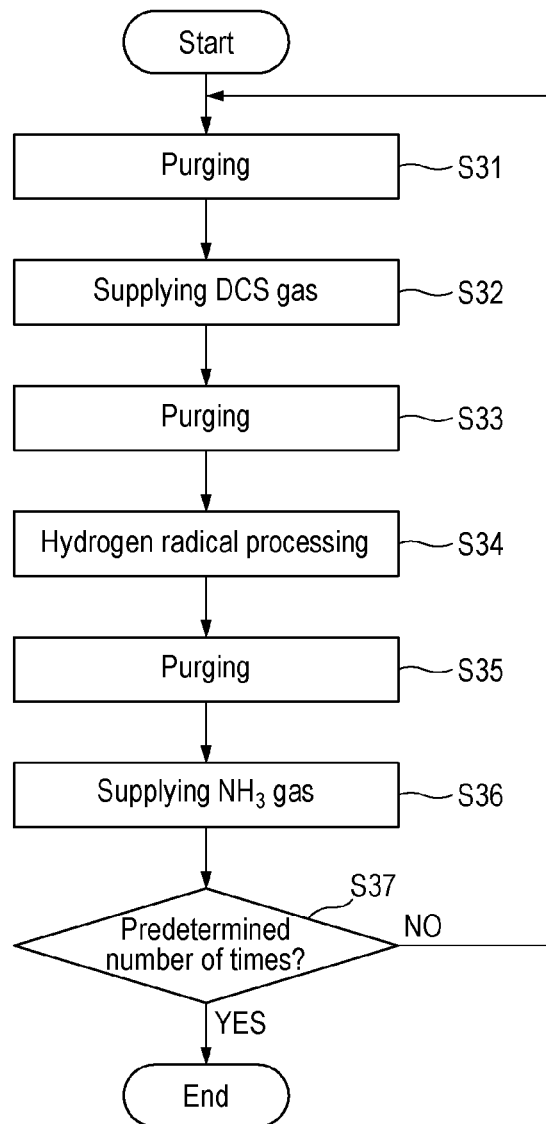 Start
Purging
S31
Supplying DCS gas
S32
Purging
S33
Hydrogen radical processing
S34
Purging
S35
Supplying NH₃ gas
S36
S37
Predetermined
number of times?
NO
YES
End